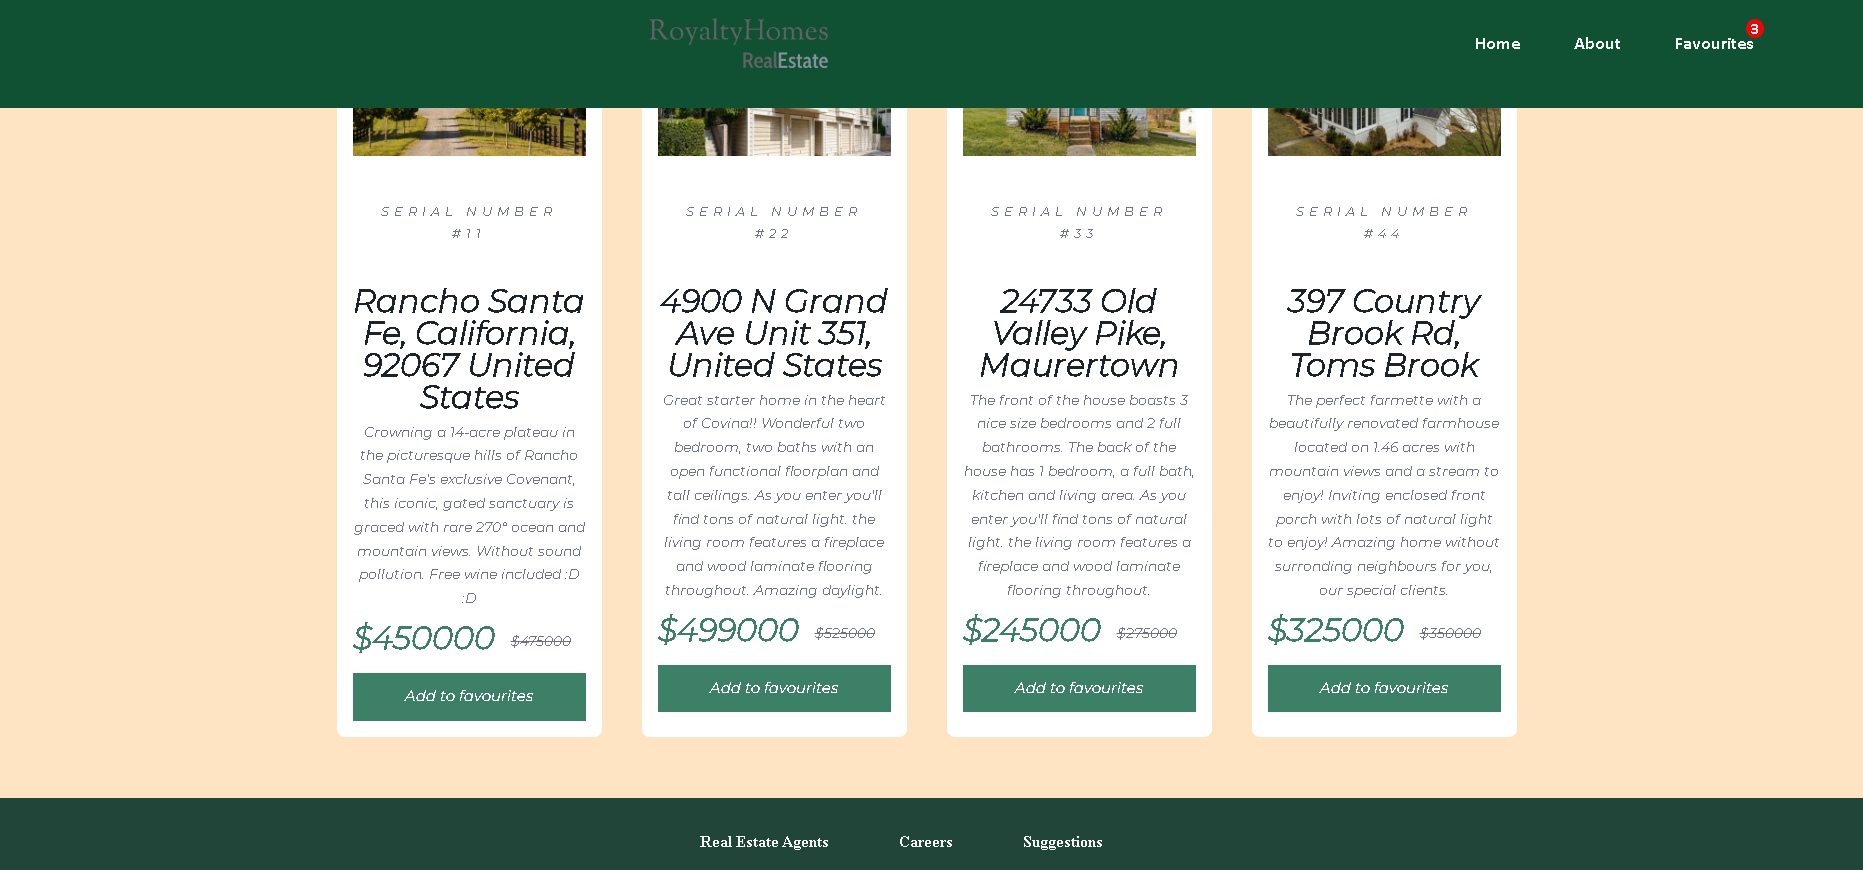 RoyaltyHomes
RealEstate
Home About Favourites 3
SERIAL NUMBER
#11
Rancho Santa
Fe, California,
92067 United
States
Crowning a 14-acre plateau in
the picturesque hills of Rancho
Santa Fe's exclusive Covenant,
this iconic, gated sanctuary is
graced with rare 270° ocean and
mountain views. Without sound
pollution. Free wine included :D
:D
$450000 $475000
Add to favourites
SERIAL NUMBER
#22
4900 N Grand
Ave Unit 351,
United States
Great starter home in the heart
of Covina!! Wonderful two
bedroom, two baths with an
open functional floorplan and
tall ceilings. As you enter you'll
find tons of natural light. the
living room features a fireplace
and wood laminate flooring
throughout. Amazing daylight.
$499000 $525000
Add to favourites
SERIAL NUMBER
#33
24733 Old
Valley Pike,
Maurertown
The front of the house boasts 3
nice size bedrooms and 2 full
bathrooms. The back of the
house has 1 bedroom, a full bath,
kitchen and living area. As you
enter you'll find tons of natural
light. the living room features a
fireplace and wood laminate
flooring throughout.
$245000 $275000
Add to favourites
SERIAL NUMBER
#44
397 Country
Brook Rd,
Toms Brook
The perfect farmette with a
beautifully renovated farmhouse
located on 1.46 acres with
mountain views and a stream to
enjoy! Inviting enclosed front
porch with lots of natural light
to enjoy! Amazing home without
surronding neighbours for you,
our special clients.
$325000 $350000
Add to favourites
Real Estate Agents Careers Suggestions